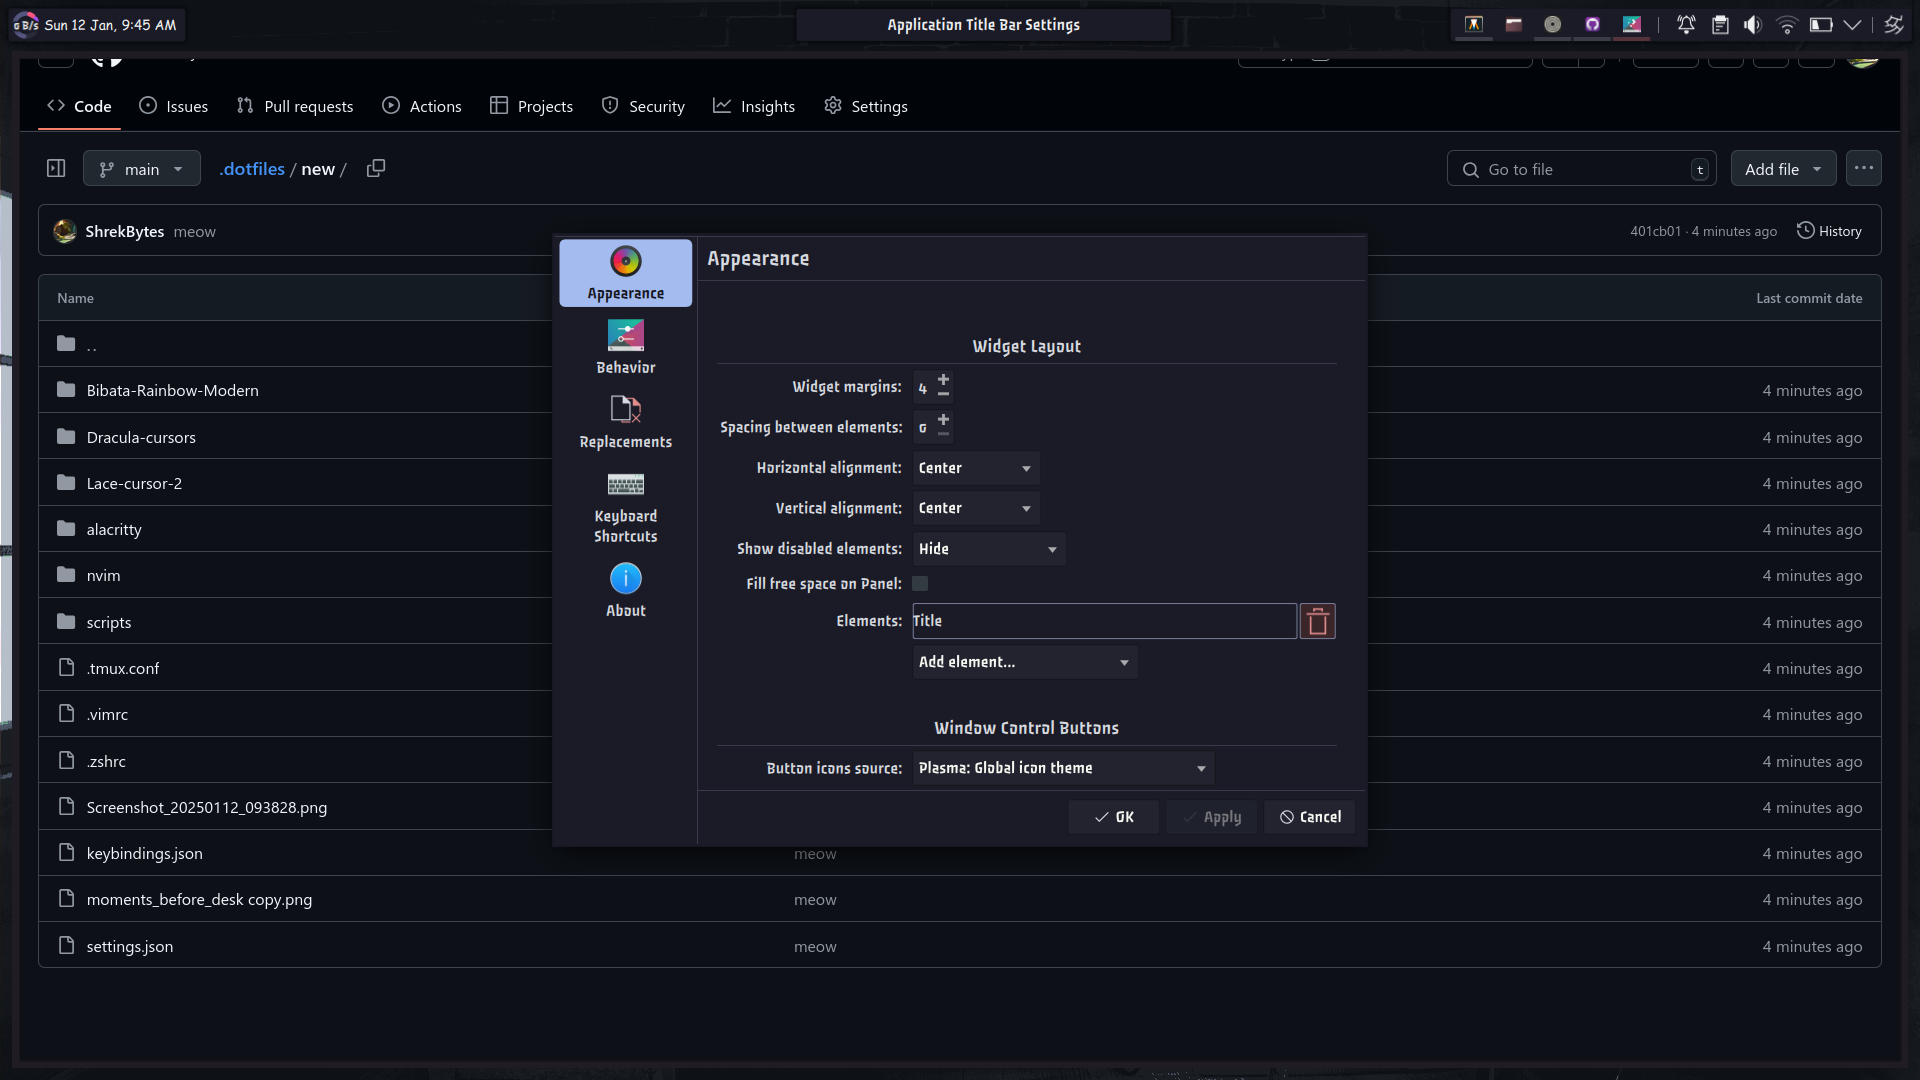 0 B/s Sun 12 Jan, 9:45 AM
Application Title Bar Settings
Code Issues Pull requests Actions Projects Security Insights Settings
main .dotfiles / new / Go to file t Add file
ShrekBytes meow 401cb01 · 4 minutes ago History
Name Last commit date
..
Bibata-Rainbow-Modern 4 minutes ago
Dracula-cursors 4 minutes ago
Lace-cursor-2 4 minutes ago
alacritty 4 minutes ago
nvim 4 minutes ago
scripts 4 minutes ago
.tmux.conf 4 minutes ago
.vimrc 4 minutes ago
.zshrc 4 minutes ago
Screenshot_20250112_093828.png 4 minutes ago
keybindings.json meow 4 minutes ago
moments_before_desk copy.png meow 4 minutes ago
settings.json meow 4 minutes ago
Appearance
Behavior
Replacements
Keyboard
Shortcuts
About
Appearance
Widget Layout
Widget margins: 4
Spacing between elements: 0
Horizontal alignment: Center
Vertical alignment: Center
Show disabled elements: Hide
Fill free space on Panel:
Elements: Title
Add element...
Window Control Buttons
Button icons source: Plasma: Global icon theme
OK Apply Cancel